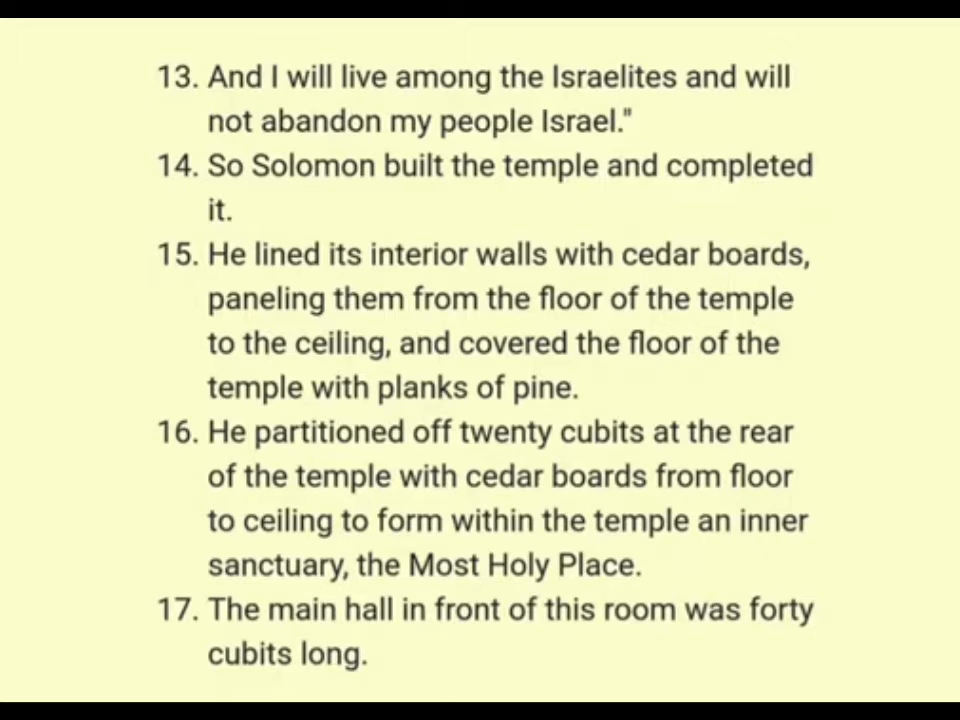 13. And I will live among the Israelites and will
not abandon my people Israel."
14. So Solomon built the temple and completed
it.
15. He lined its interior walls with cedar boards,
paneling them from the floor of the temple
to the ceiling, and covered the floor of the
temple with planks of pine.
16. He partitioned off twenty cubits at the rear
of the temple with cedar boards from floor
to ceiling to form within the temple an inner
sanctuary, the Most Holy Place.
17. The main hall in front of this room was forty
cubits long.